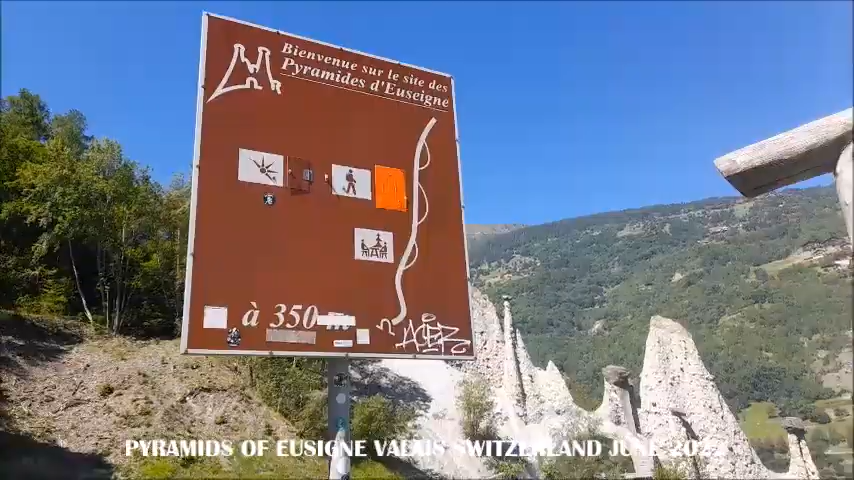 Bienvenue sur le site des
Pyramides d'Euseigne
à 350 m
PYRAMIDS OF EUSIGNE VALAIS SWITZERLAND JUNE 2022